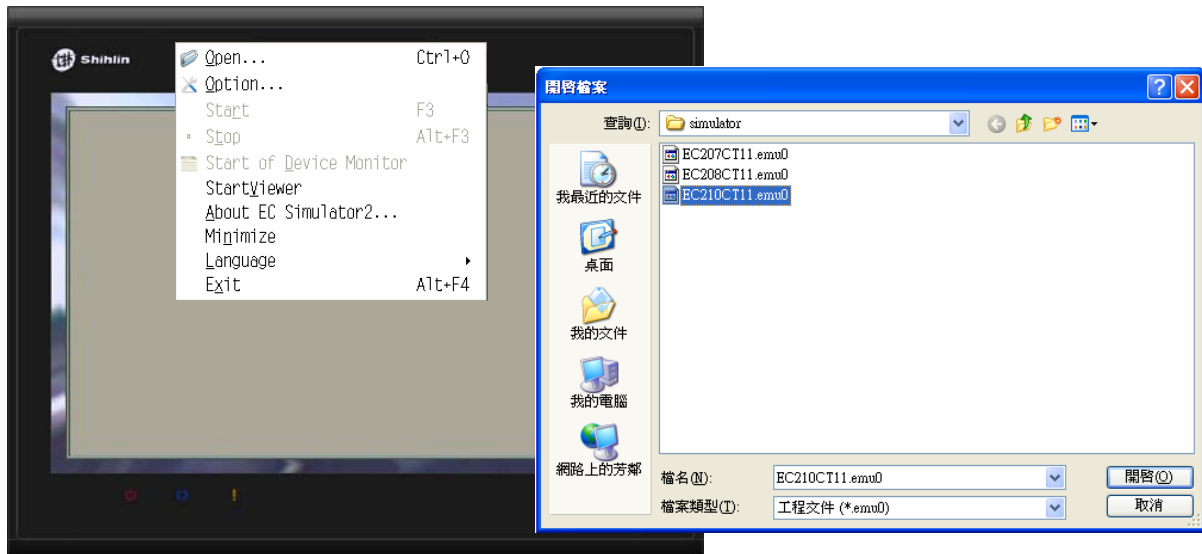 Shihlin
Open... Ctrl+O
Option...
Start F3
Stop Alt+F3
Start of Device Monitor
StartViewer
About EC Simulator2...
Minimize
Language
Exit Alt+F4
開啓檔案
查詢(I):
simulator
EC207CT11.emu0
EC208CT11.emu0
EC210CT11.emu0
我最近的文件
桌面
我的文件
我的電腦
網路上的芳鄰
檔名(N): EC210CT11.emu0 開啓(O)
檔案類型(T): 工程文件 (*.emu0) 取消